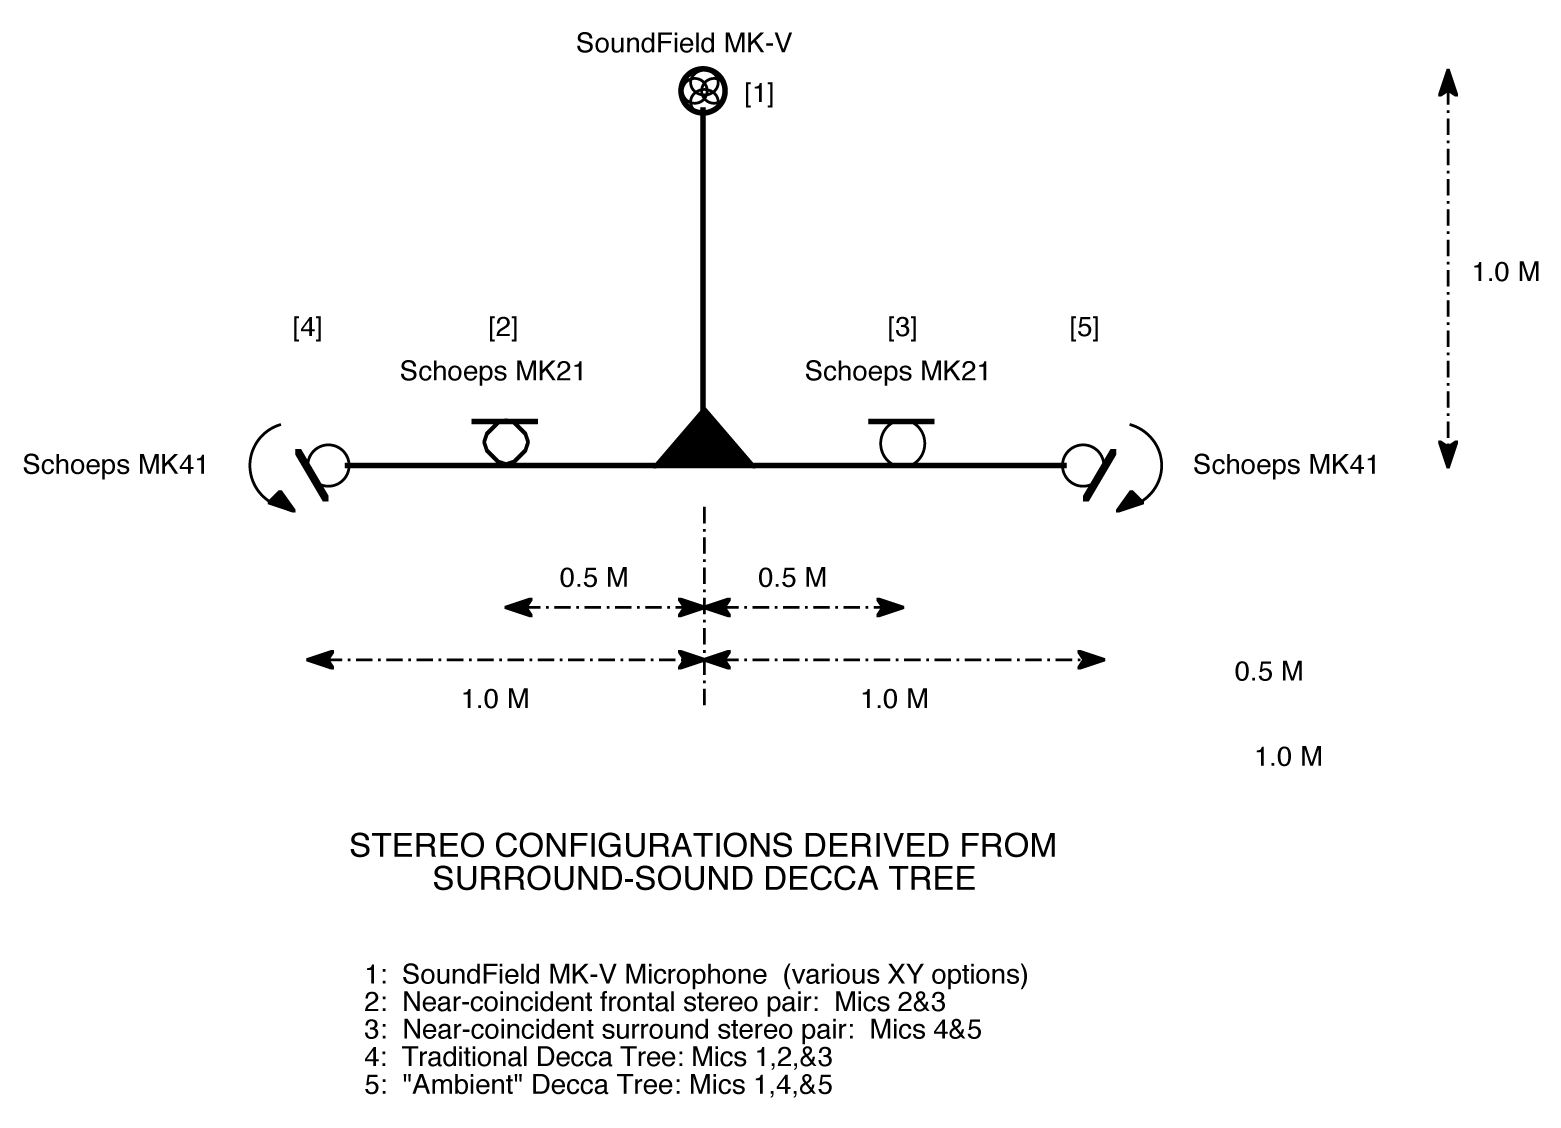 SoundField MK-V
[1]
1.0 M
[4]
[2]
[3]
[5]
Schoeps MK21
Schoeps MK21
Schoeps MK41
Schoeps MK41
0.5 M
0.5 M
1.0 M
1.0 M
0.5 M
1.0 M
STEREO CONFIGURATIONS DERIVED FROM
SURROUND-SOUND DECCA TREE
1: SoundField MK-V Microphone (various XY options)
2: Near-coincident frontal stereo pair: Mics 2&3
3: Near-coincident surround stereo pair: Mics 4&5
4: Traditional Decca Tree: Mics 1,2,&3
5: "Ambient" Decca Tree: Mics 1,4,&5